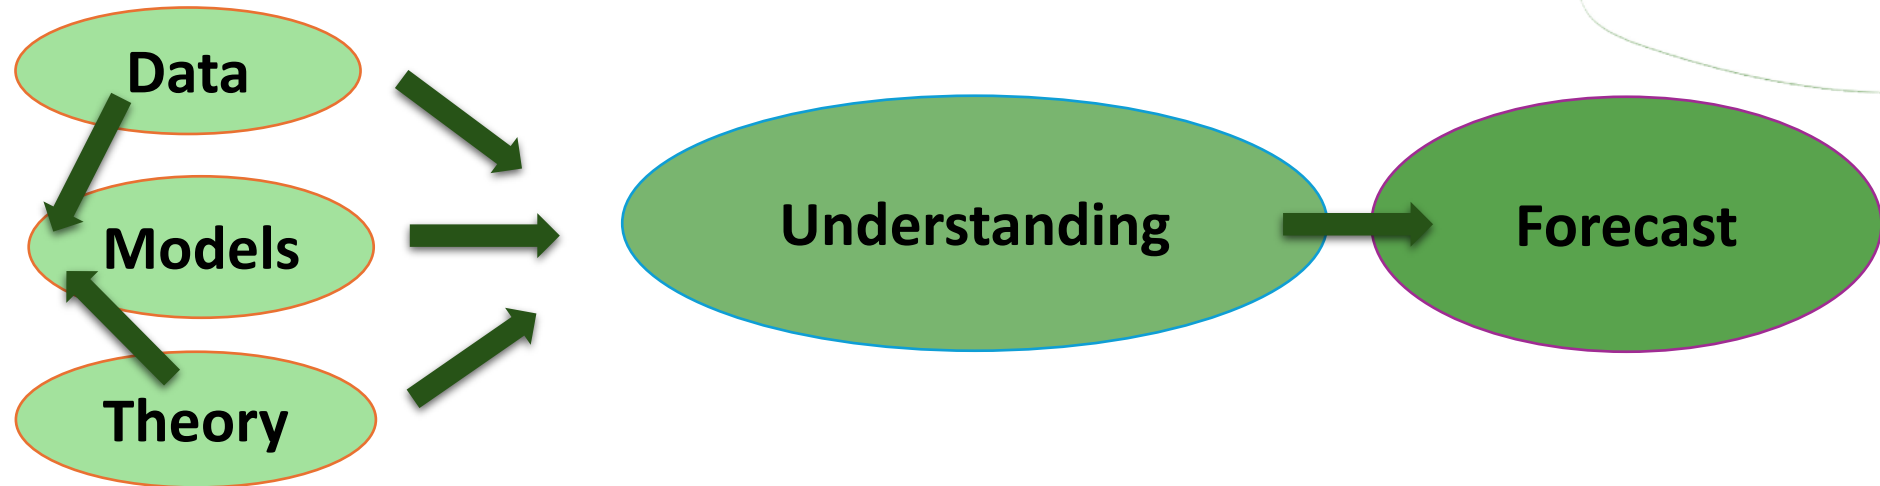 Data
Models
Theory
Understanding
Forecast